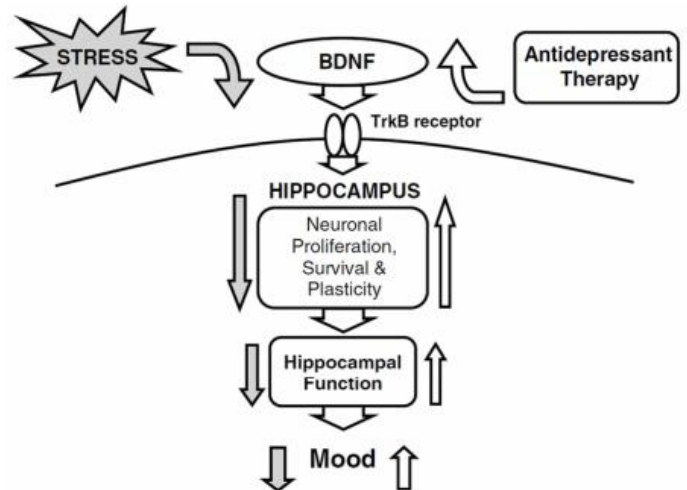 STRESS
BDNF
Antidepressant
Therapy
TrkB receptor
HIPPOCAMPUS
Neuronal
Proliferation,
Survival &
Plasticity
Hippocampal
Function
Mood